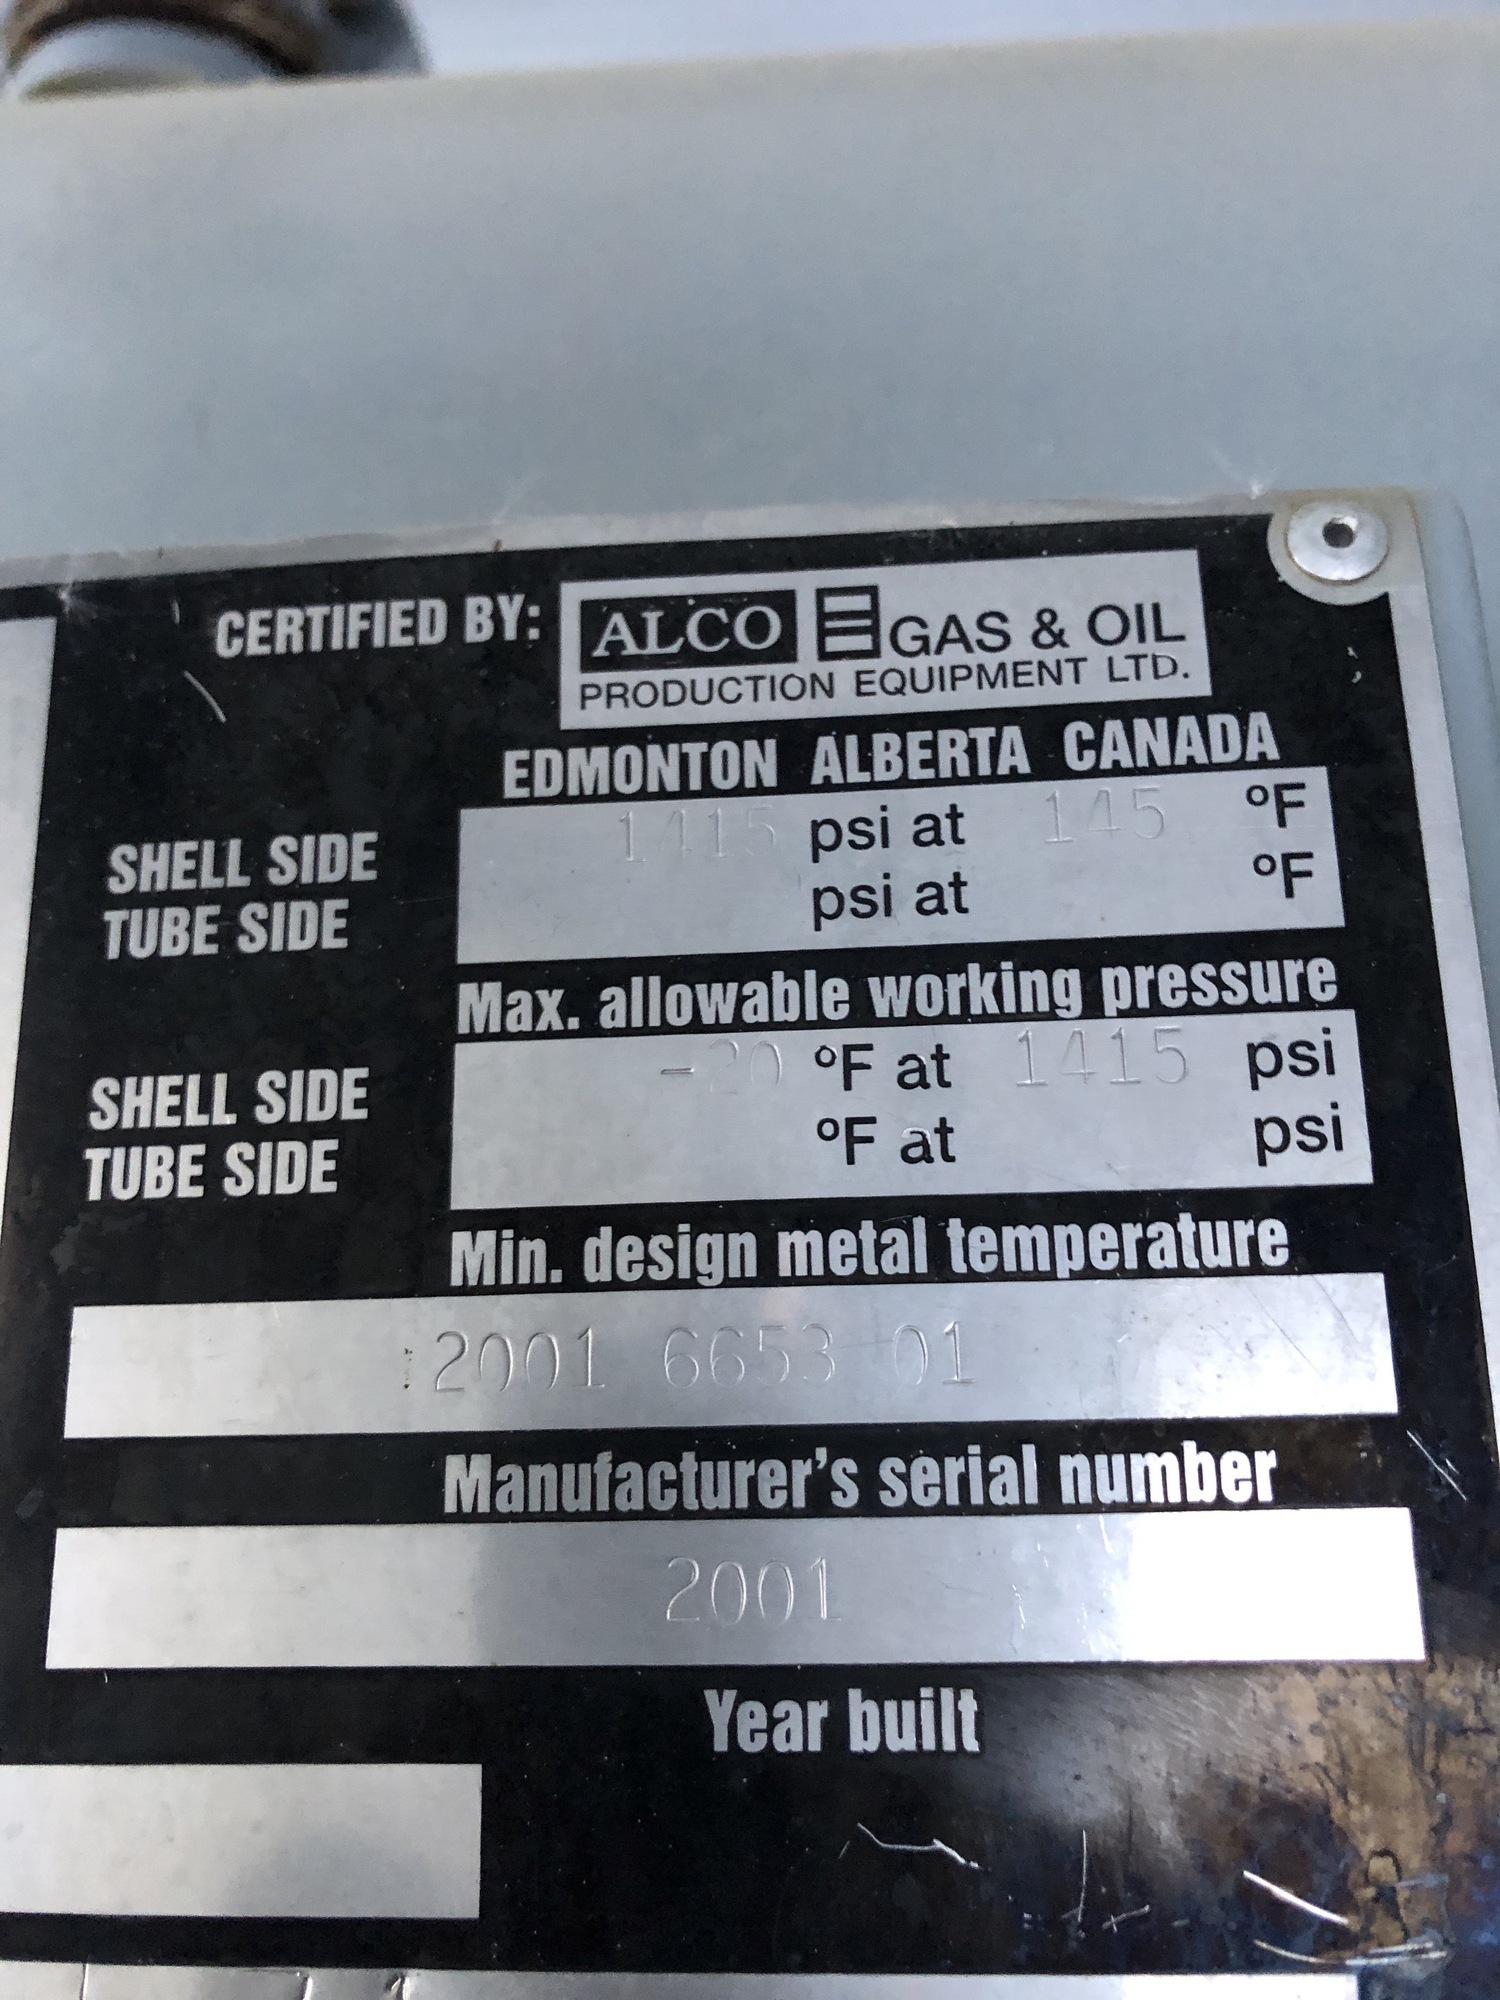 CERTIFIED BY: ALCO GAS & OIL
PRODUCTION EQUIPMENT LTD.
EDMONTON ALBERTA CANADA
SHELL SIDE 1415 psi at 145 °F
TUBE SIDE psi at °F
Max. allowable working pressure
SHELL SIDE -20 °F at 1415 psi
TUBE SIDE °F at psi
Min. design metal temperature
2001 6653 01
Manufacturer's serial number
2001
Year built